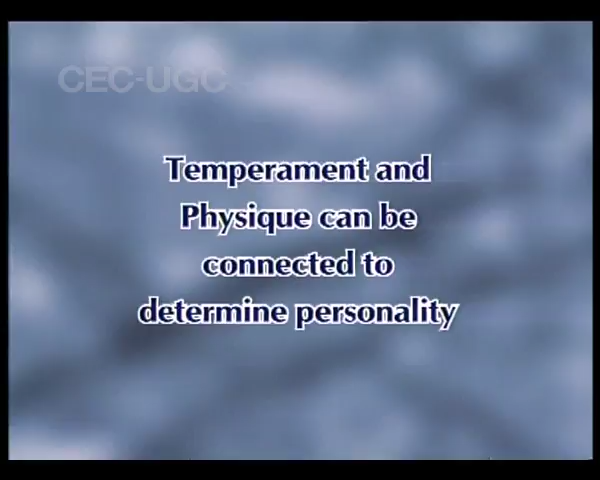 CEC-UGC
Temperament and
Physique can be
connected to
determine personality